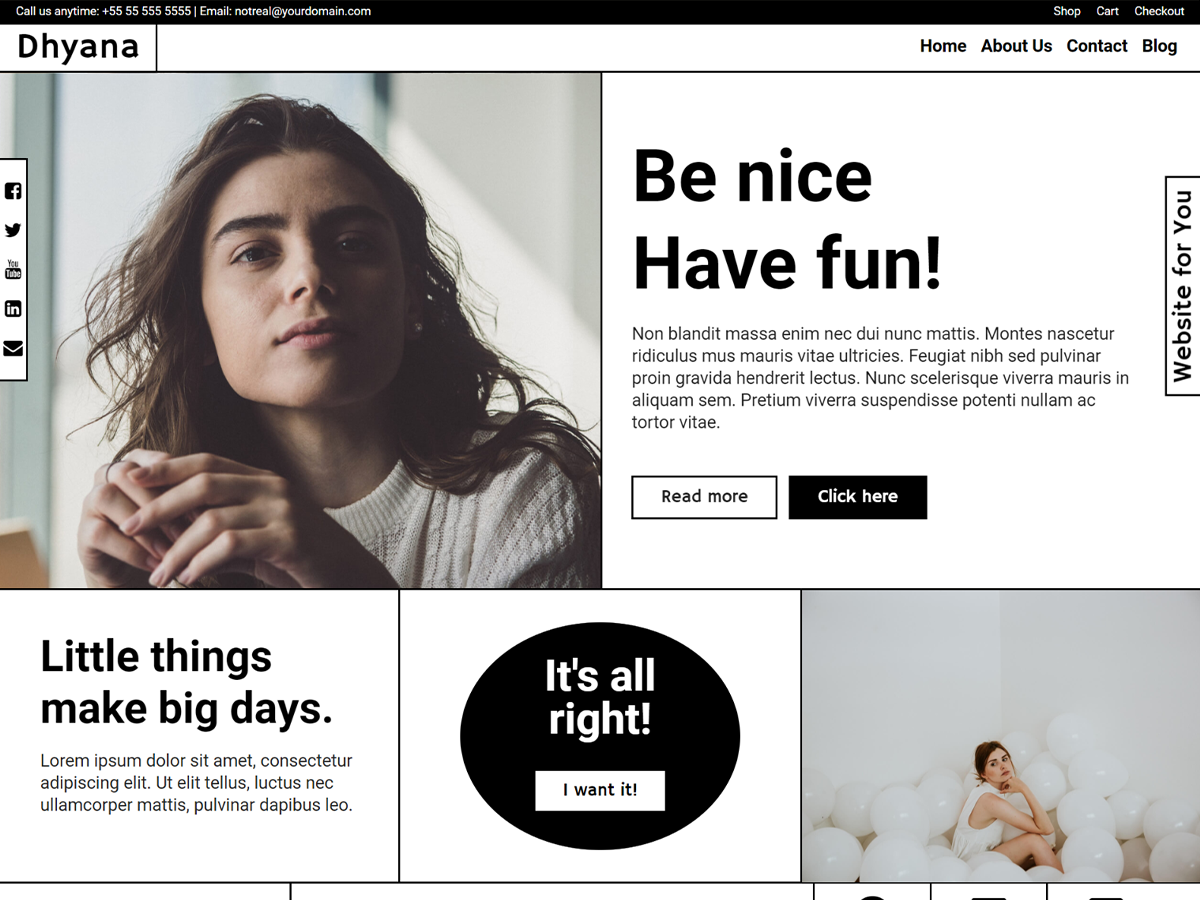 Call us anytime: +55 55 555 5555 | Email: notreal@yourdomain.com
Shop Cart Checkout
Dhyana
Home About Us Contact Blog
You
Tube
in
Be nice
Have fun!
Non blandit massa enim nec dui nunc mattis. Montes nascetur
ridiculus mus mauris vitae ultricies. Feugiat nibh sed pulvinar
proin gravida hendrerit lectus. Nunc scelerisque viverra mauris in
aliquam sem. Pretium viverra suspendisse potenti nullam ac
tortor vitae.
Read more
Click here
Website for You
Little things
make big days.
Lorem ipsum dolor sit amet, consectetur
adipiscing elit. Ut elit tellus, luctus nec
ullamcorper mattis, pulvinar dapibus leo.
It's all
right!
I want it!